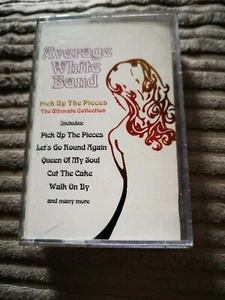 Average
White
Band
Pick Up The Pieces
The Ultimate Collection
Includes:
Pick Up The Pieces
Let's Go Round Again
Queen Of My Soul
Cut The Cake
Walk On By
and many more